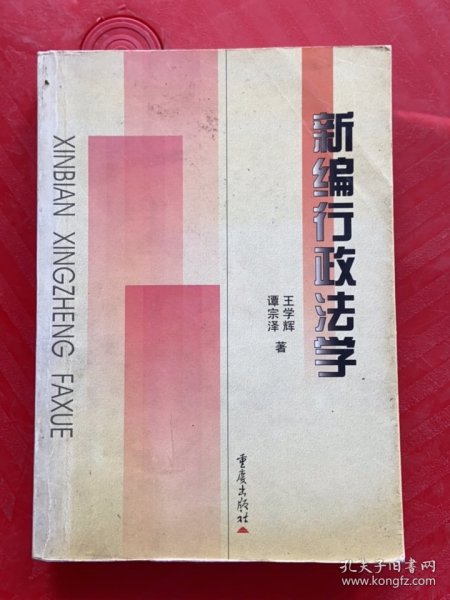 新编行政法学
王学辉
谭宗泽
著
XINBIAN XINGZHENG FAXUE
重庆出版社
孔夫子旧书网
www.kongfz.com